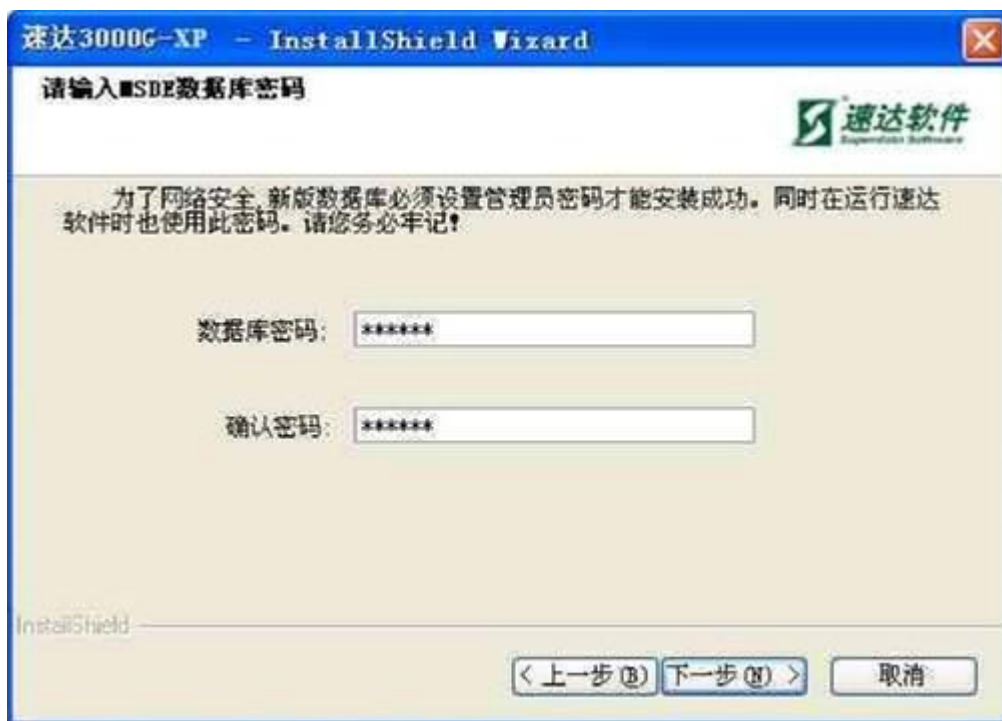 速达3000G-XP - InstallShield Wizard
请输入MSDE数据库密码
速达软件
Superdata Software
为了网络安全,新版数据库必须设置管理员密码才能安装成功。同时在运行速达
软件时也使用此密码。请您务必牢记!
数据库密码: ******
确认密码: ******
InstallShield
< 上一步(B) 下一步(N) > 取消